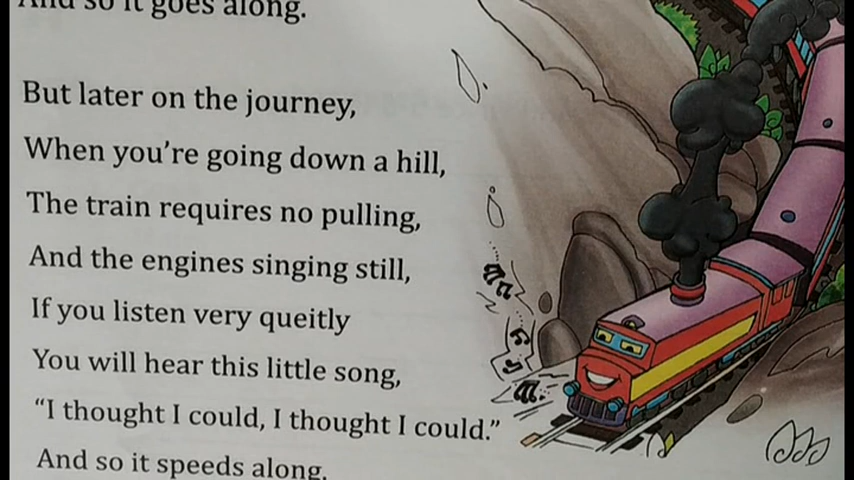 And so it goes along.
But later on the journey,
When you're going down a hill,
The train requires no pulling,
And the engines singing still,
If you listen very queitly
You will hear this little song,
“I thought I could, I thought I could.”
And so it speeds along.